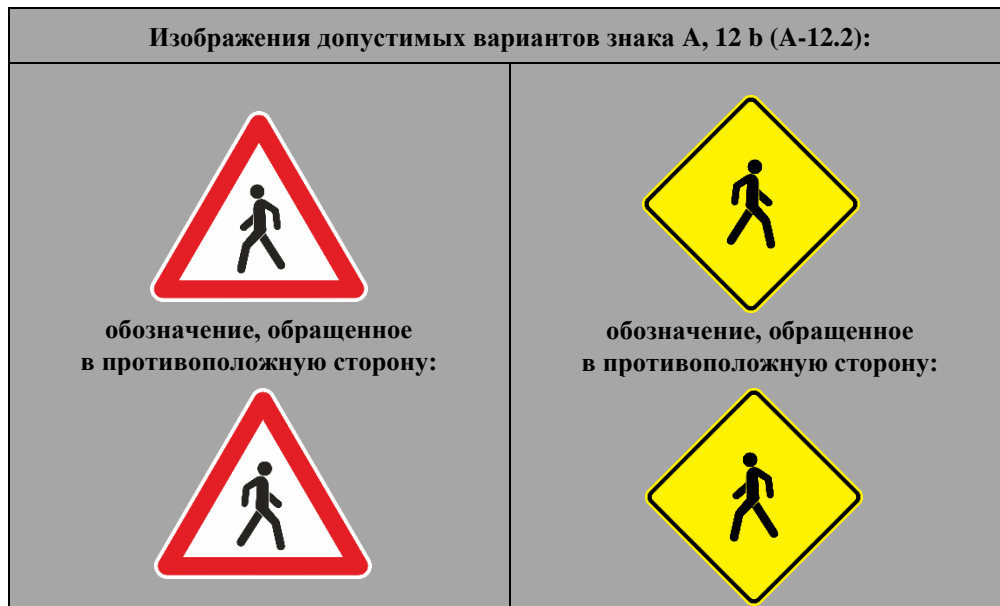 Изображения допустимых вариантов знака A, 12 b (A-12.2):
обозначение, обращенное
в противоположную сторону:
обозначение, обращенное
в противоположную сторону: